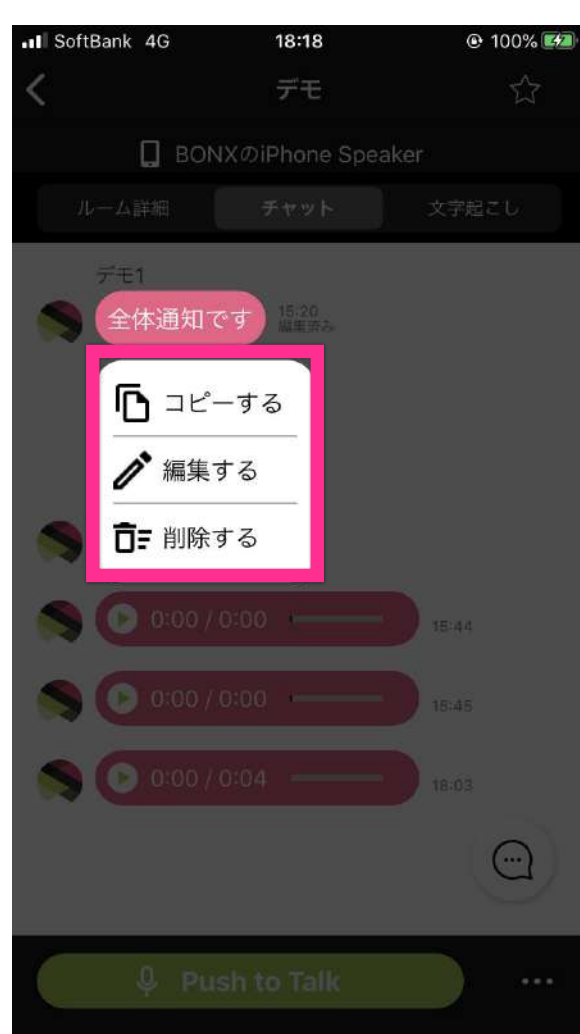 SoftBank 4G 18:18 100%
デモ
BONXのiPhone Speaker
ルーム詳細 チャット 文字起こし
デモ1
全体通知です 15:20
編集済み
コピーする
編集する
削除する
0:00 / 0:00 15:44
0:00 / 0:00 15:45
0:00 / 0:04 18:03
Push to Talk